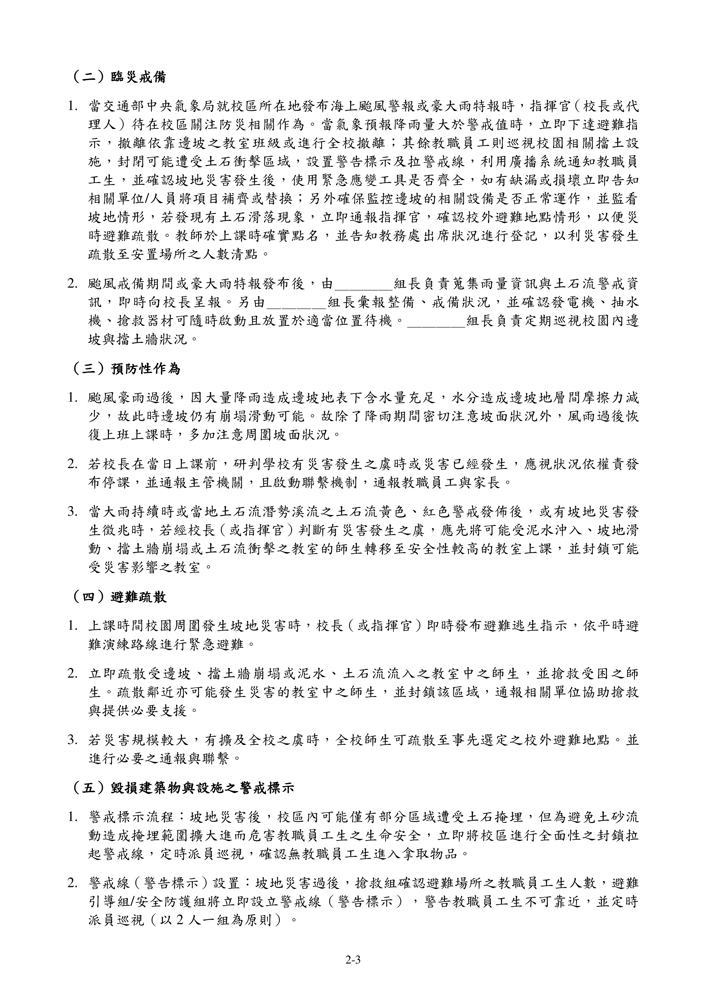 （二）臨災戒備
1. 當交通部中央氣象局就校區所在地發布海上颱風警報或豪大雨特報時，指揮官（校長或代
理人）待在校區關注防災相關作為。當氣象預報降雨量大於警戒值時，立即下達避難指
示，撤離依靠邊坡之教室班級或進行全校撤離；其餘教職員工則巡視校園相關擋土設
施，封閉可能遭受土石衝擊區域，設置警告標示及拉警戒線，利用廣播系統通知教職員
工生，並確認坡地災害發生後，使用緊急應變工具是否齊全，如有缺漏或損壞立即告知
相關單位/人員將項目補齊或替換；另外確保監控邊坡的相關設備是否正常運作，並監看
坡地情形，若發現有土石滑落現象，立即通報指揮官，確認校外避難地點情形，以便災
時避難疏散。教師於上課時確實點名，並告知教務處出席狀況進行登記，以利災害發生
疏散至安置場所之人數清點。
2. 颱風戒備期間或豪大雨特報發布後，由________組長負責蒐集雨量資訊與土石流警戒資
訊，即時向校長呈報。另由________組長彙報整備、戒備狀況，並確認發電機、抽水
機、搶救器材可隨時啟動且放置於適當位置待機。________組長負責定期巡視校園內邊
坡與擋土牆狀況。
（三）預防性作為
1. 颱風豪雨過後，因大量降雨造成邊坡地表下含水量充足，水分造成邊坡地層間摩擦力減
少，故此時邊坡仍有崩塌滑動可能。故除了降雨期間密切注意坡面狀況外，風雨過後恢
復上班上課時，多加注意周圍坡面狀況。
2. 若校長在當日上課前，研判學校有災害發生之虞時或災害已經發生，應視狀況依權責發
布停課，並通報主管機關，且啟動聯繫機制，通報教職員工與家長。
3. 當大雨持續時或當地土石流潛勢溪流之土石流黃色、紅色警戒發佈後，或有坡地災害發
生徵兆時，若經校長（或指揮官）判斷有災害發生之虞，應先將可能受泥水沖入、坡地滑
動、擋土牆崩塌或土石流衝擊之教室的師生轉移至安全性較高的教室上課，並封鎖可能
受災害影響之教室。
（四）避難疏散
1. 上課時間校園周圍發生坡地災害時，校長（或指揮官）即時發布避難逃生指示，依平時避
難演練路線進行緊急避難。
2. 立即疏散受邊坡、擋土牆崩塌或泥水、土石流流入之教室中之師生，並搶救受困之師
生。疏散鄰近亦可能發生災害的教室中之師生，並封鎖該區域，通報相關單位協助搶救
與提供必要支援。
3. 若災害規模較大，有擴及全校之虞時，全校師生可疏散至事先選定之校外避難地點。並
進行必要之通報與聯繫。
（五）毀損建築物與設施之警戒標示
1. 警戒標示流程：坡地災害後，校區內可能僅有部分區域遭受土石掩埋，但為避免土砂流
動造成掩埋範圍擴大進而危害教職員工生之生命安全，立即將校區進行全面性之封鎖拉
起警戒線，定時派員巡視，確認無教職員工生進入拿取物品。
2. 警戒線（警告標示）設置：坡地災害過後，搶救組確認避難場所之教職員工生人數，避難
引導組/安全防護組將立即設立警戒線（警告標示），警告教職員工生不可靠近，並定時
派員巡視（以 2 人一組為原則）。
2-3